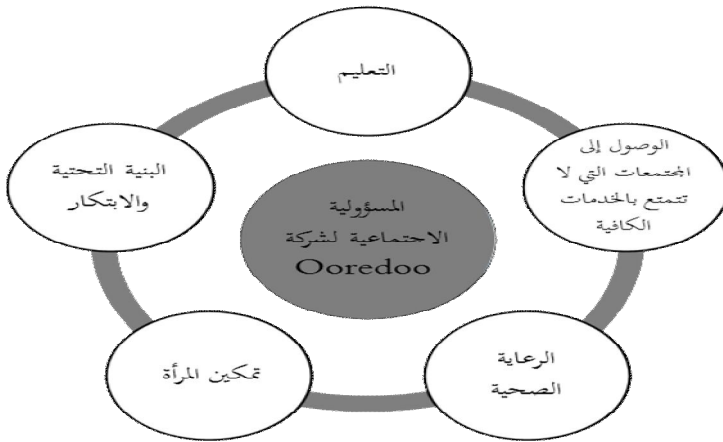 التعليم
الوصول إلى
المجتمعات التي لا
تتمتع بالخدمات
الكافية
البنية التحتية
والابتكار
المسؤولية
الاجتماعية لشركة
Ooredoo
الرعاية
الصحية
تمكين المرأة